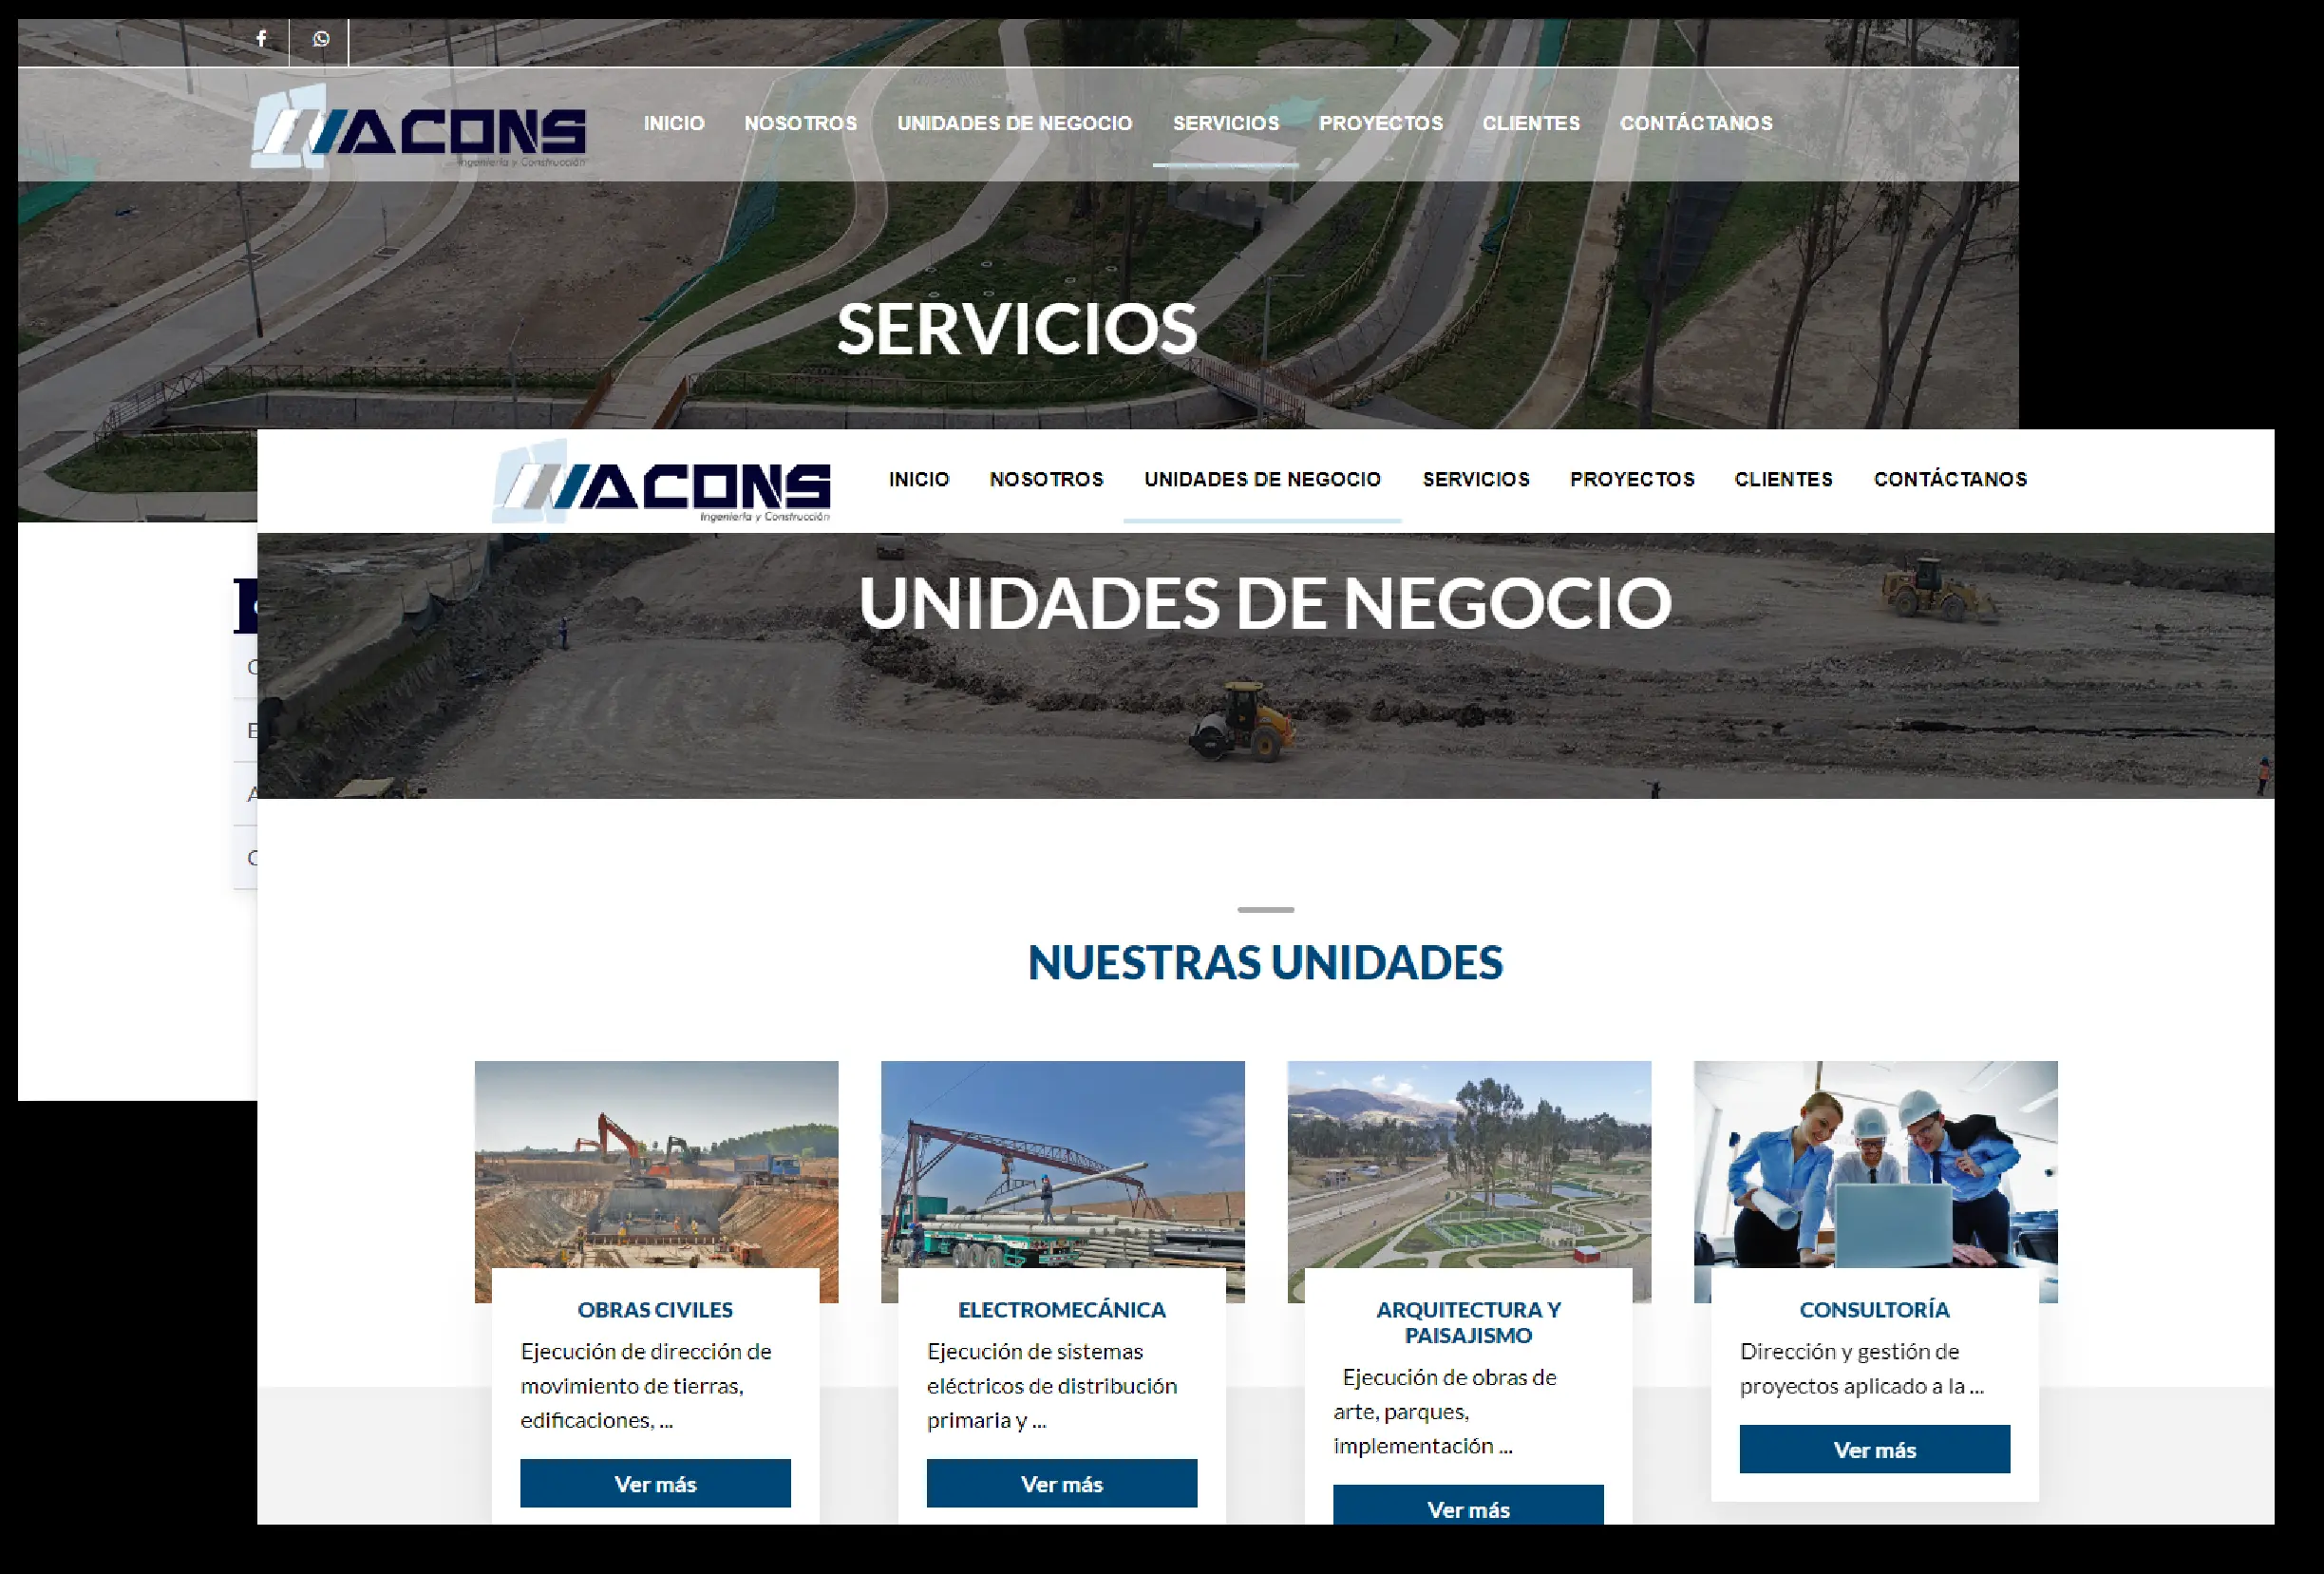 ACONS
Ingeniería y Construcción
INICIO NOSOTROS UNIDADES DE NEGOCIO SERVICIOS PROYECTOS CLIENTES CONTÁCTANOS
SERVICIOS
ACONS
Ingeniería y Construcción
INICIO NOSOTROS UNIDADES DE NEGOCIO SERVICIOS PROYECTOS CLIENTES CONTÁCTANOS
UNIDADES DE NEGOCIO
NUESTRAS UNIDADES
OBRAS CIVILES
Ejecución de dirección de
movimiento de tierras,
edificaciones, ...
Ver más
ELECTROMECÁNICA
Ejecución de sistemas
eléctricos de distribución
primaria y ...
Ver más
ARQUITECTURA Y
PAISAJISMO
Ejecución de obras de
arte, parques,
implementación ...
Ver más
CONSULTORÍA
Dirección y gestión de
proyectos aplicado a la ...
Ver más